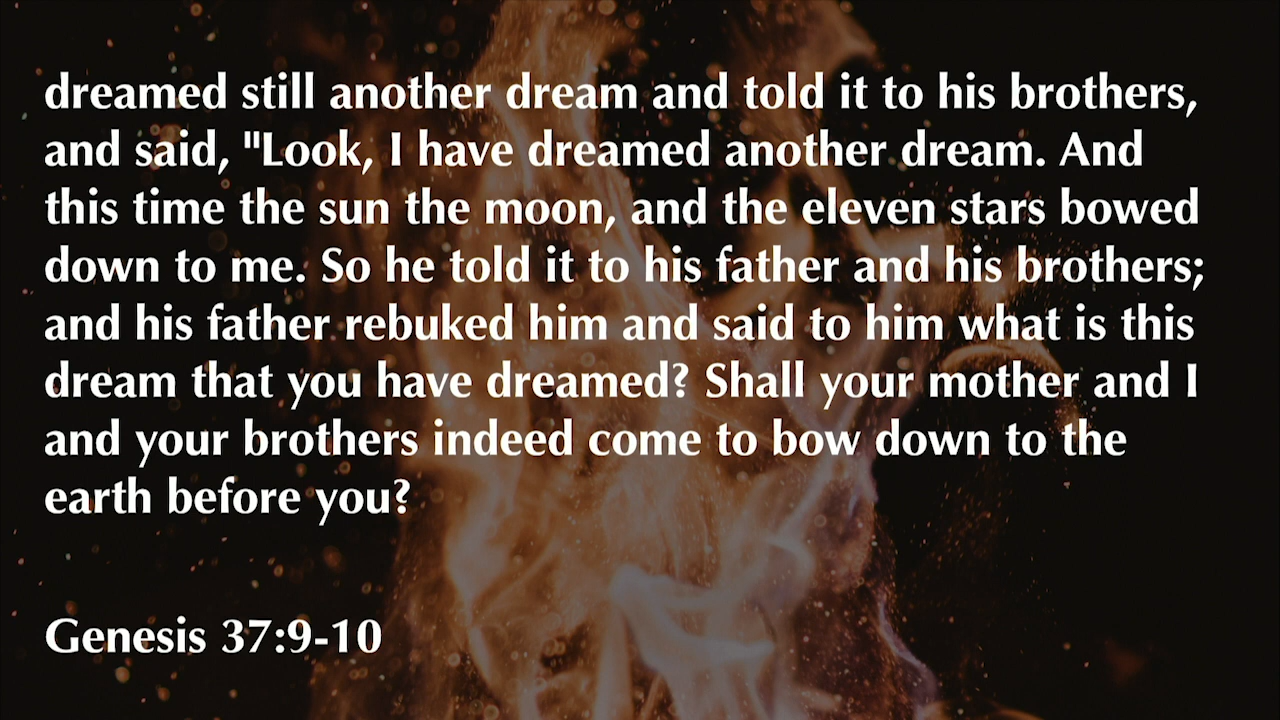 dreamed still another dream and told it to his brothers,
and said, "Look, I have dreamed another dream. And
this time the sun the moon, and the eleven stars bowed
down to me. So he told it to his father and his brothers;
and his father rebuked him and said to him what is this
dream that you have dreamed? Shall your mother and I
and your brothers indeed come to bow down to the
earth before you?
Genesis 37:9-10